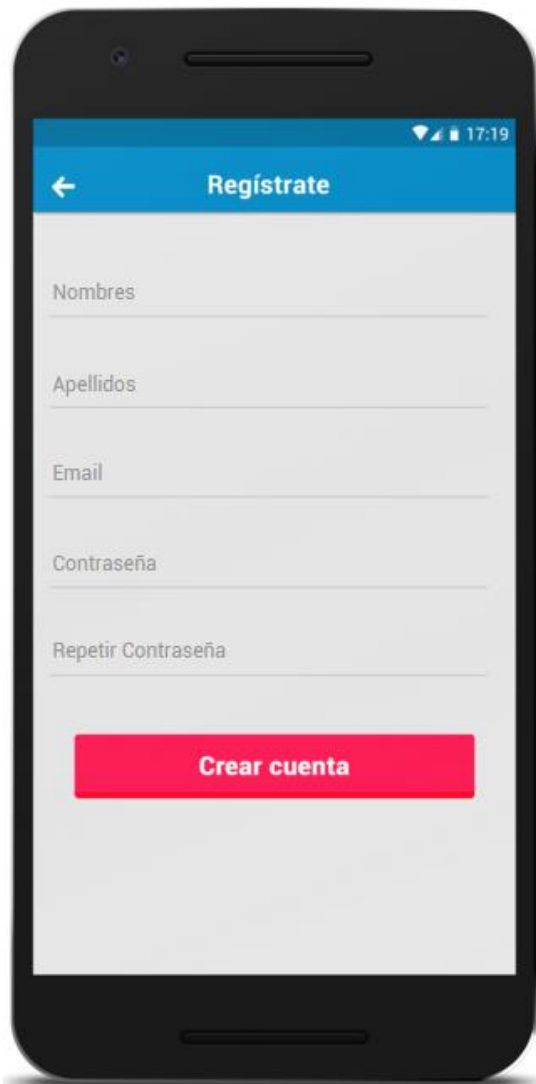 17:19
Regístrate
Nombres
Apellidos
Email
Contraseña
Repetir Contraseña
Crear cuenta